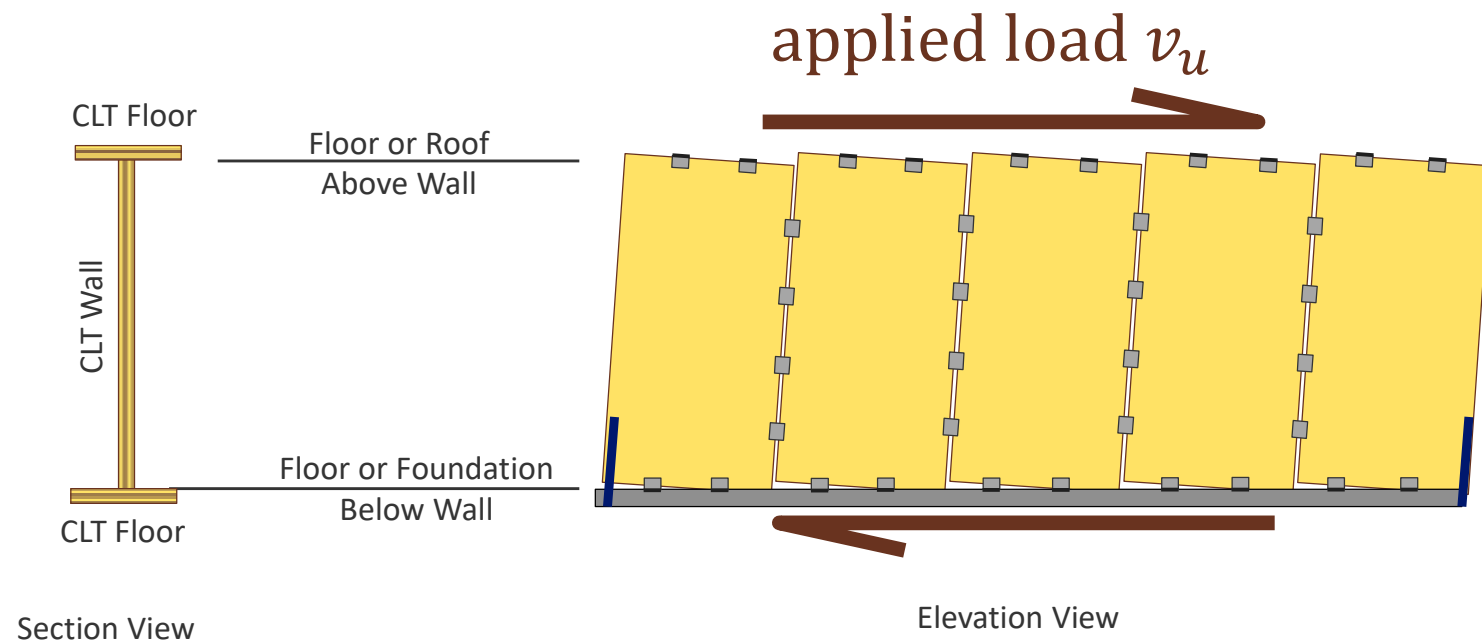 applied load 𝑣ᵤ
CLT Floor
Floor or Roof
Above Wall
CLT Wall
Floor or Foundation
Below Wall
CLT Floor
Section View
Elevation View